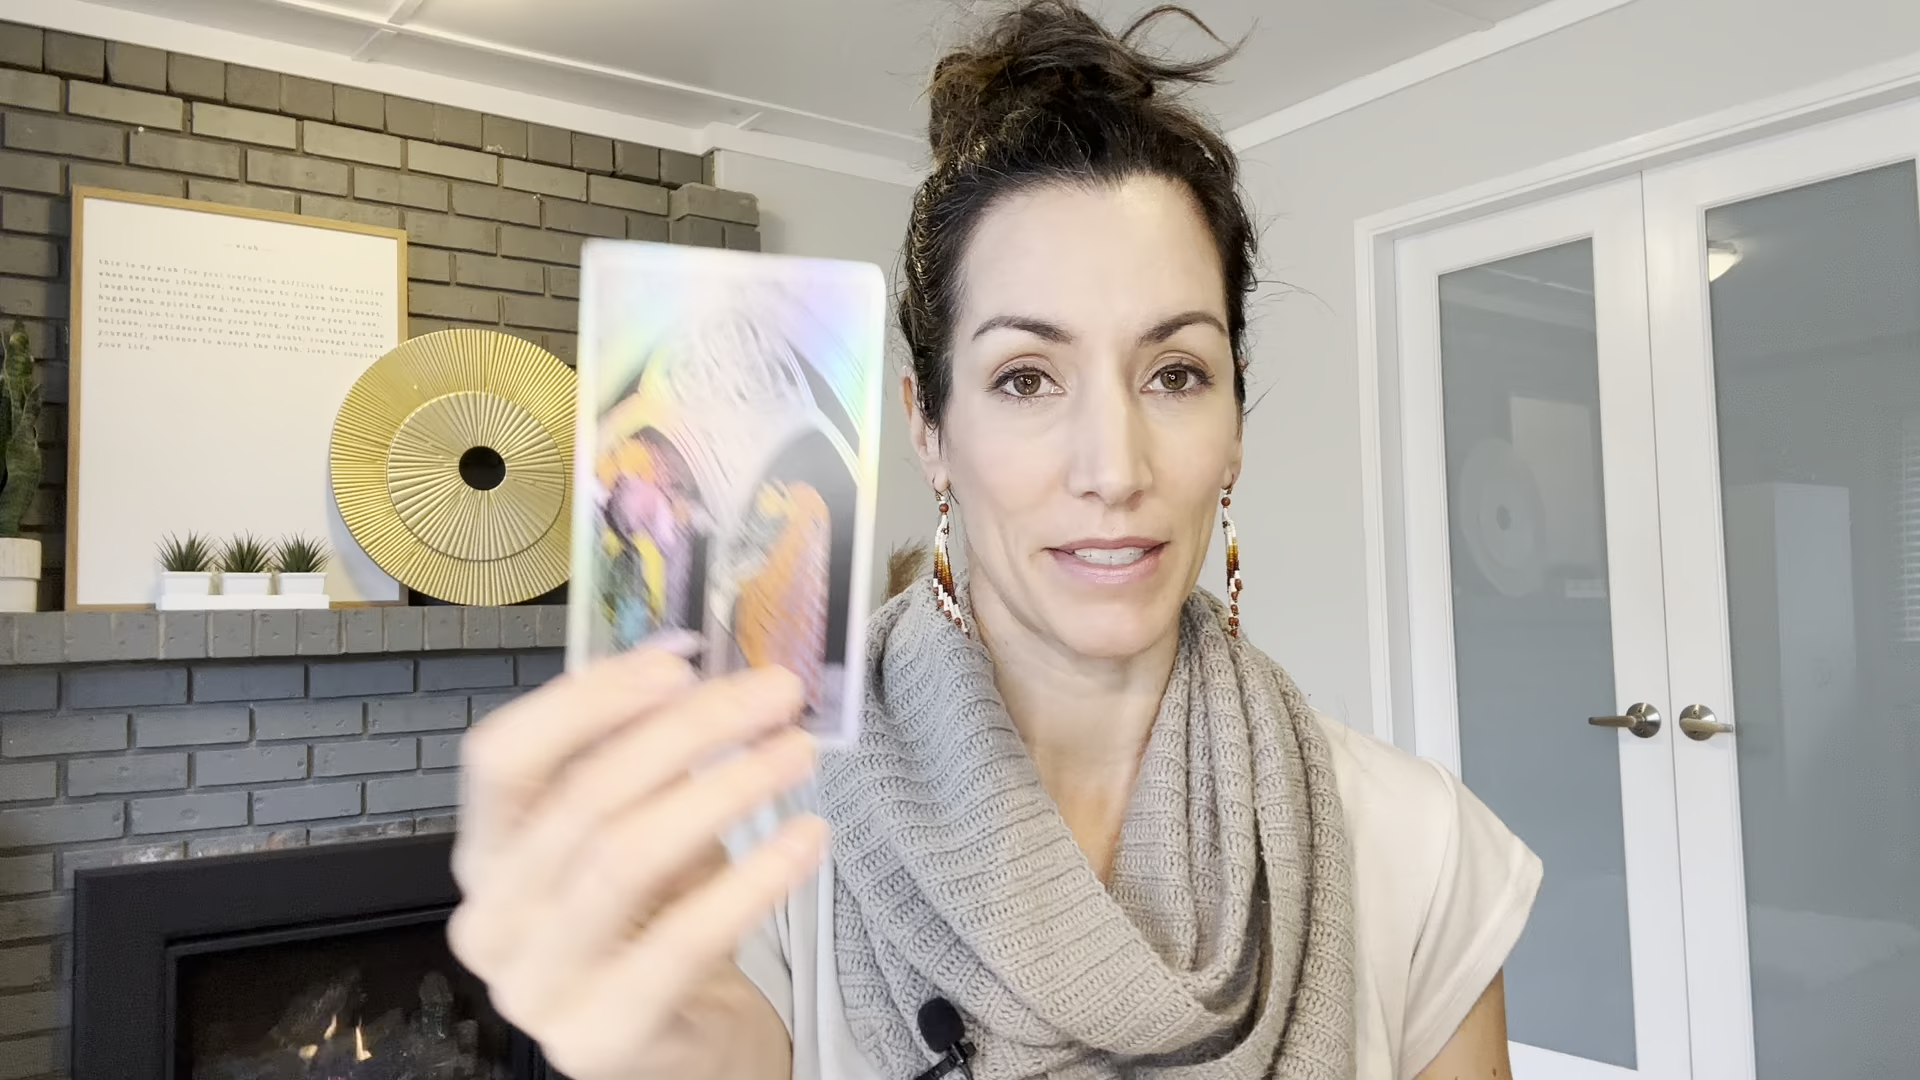 wish
this is my wish for you: comfort on difficult days, smiles
when sadness intrudes, rainbows to follow the clouds,
laughter to kiss your lips, sunsets to warm your heart,
hugs when spirits sag, beauty for your eyes to see,
friendships to brighten your being, faith so that you can
believe, confidence for when you doubt, courage to know
yourself, patience to accept the truth, love to complete
your life.